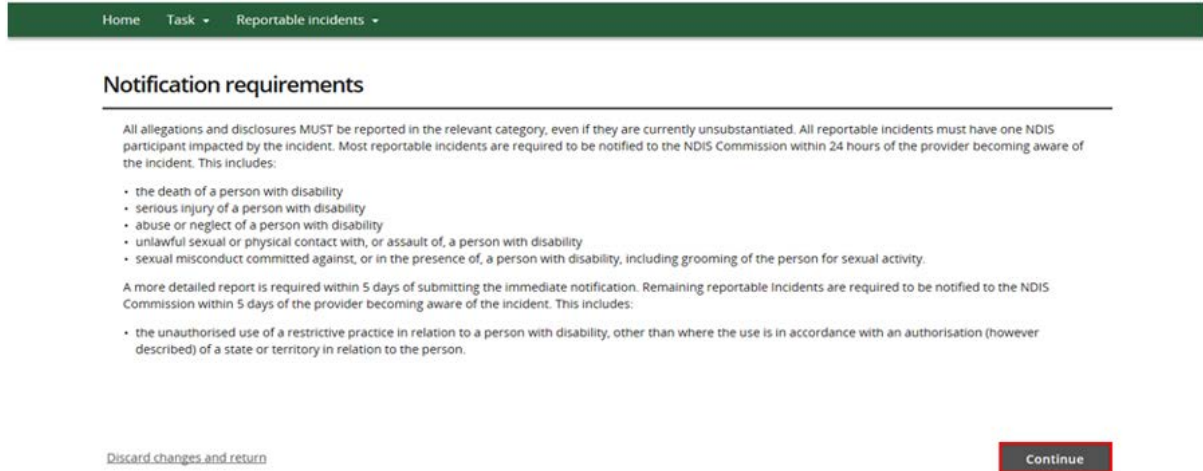 Home Task Reportable incidents
Notification requirements
All allegations and disclosures MUST be reported in the relevant category, even if they are currently unsubstantiated. All reportable incidents must have one NDIS
participant impacted by the incident. Most reportable incidents are required to be notified to the NDIS Commission within 24 hours of the provider becoming aware of
the incident. This includes:
• the death of a person with disability
• serious injury of a person with disability
• abuse or neglect of a person with disability
• unlawful sexual or physical contact with, or assault of, a person with disability
• sexual misconduct committed against, or in the presence of, a person with disability, including grooming of the person for sexual activity.
A more detailed report is required within 5 days of submitting the immediate notification. Remaining reportable Incidents are required to be notified to the NDIS
Commission within 5 days of the provider becoming aware of the incident. This includes:
• the unauthorised use of a restrictive practice in relation to a person with disability, other than where the use is in accordance with an authorisation (however
described) of a state or territory in relation to the person.
Discard changes and return Continue